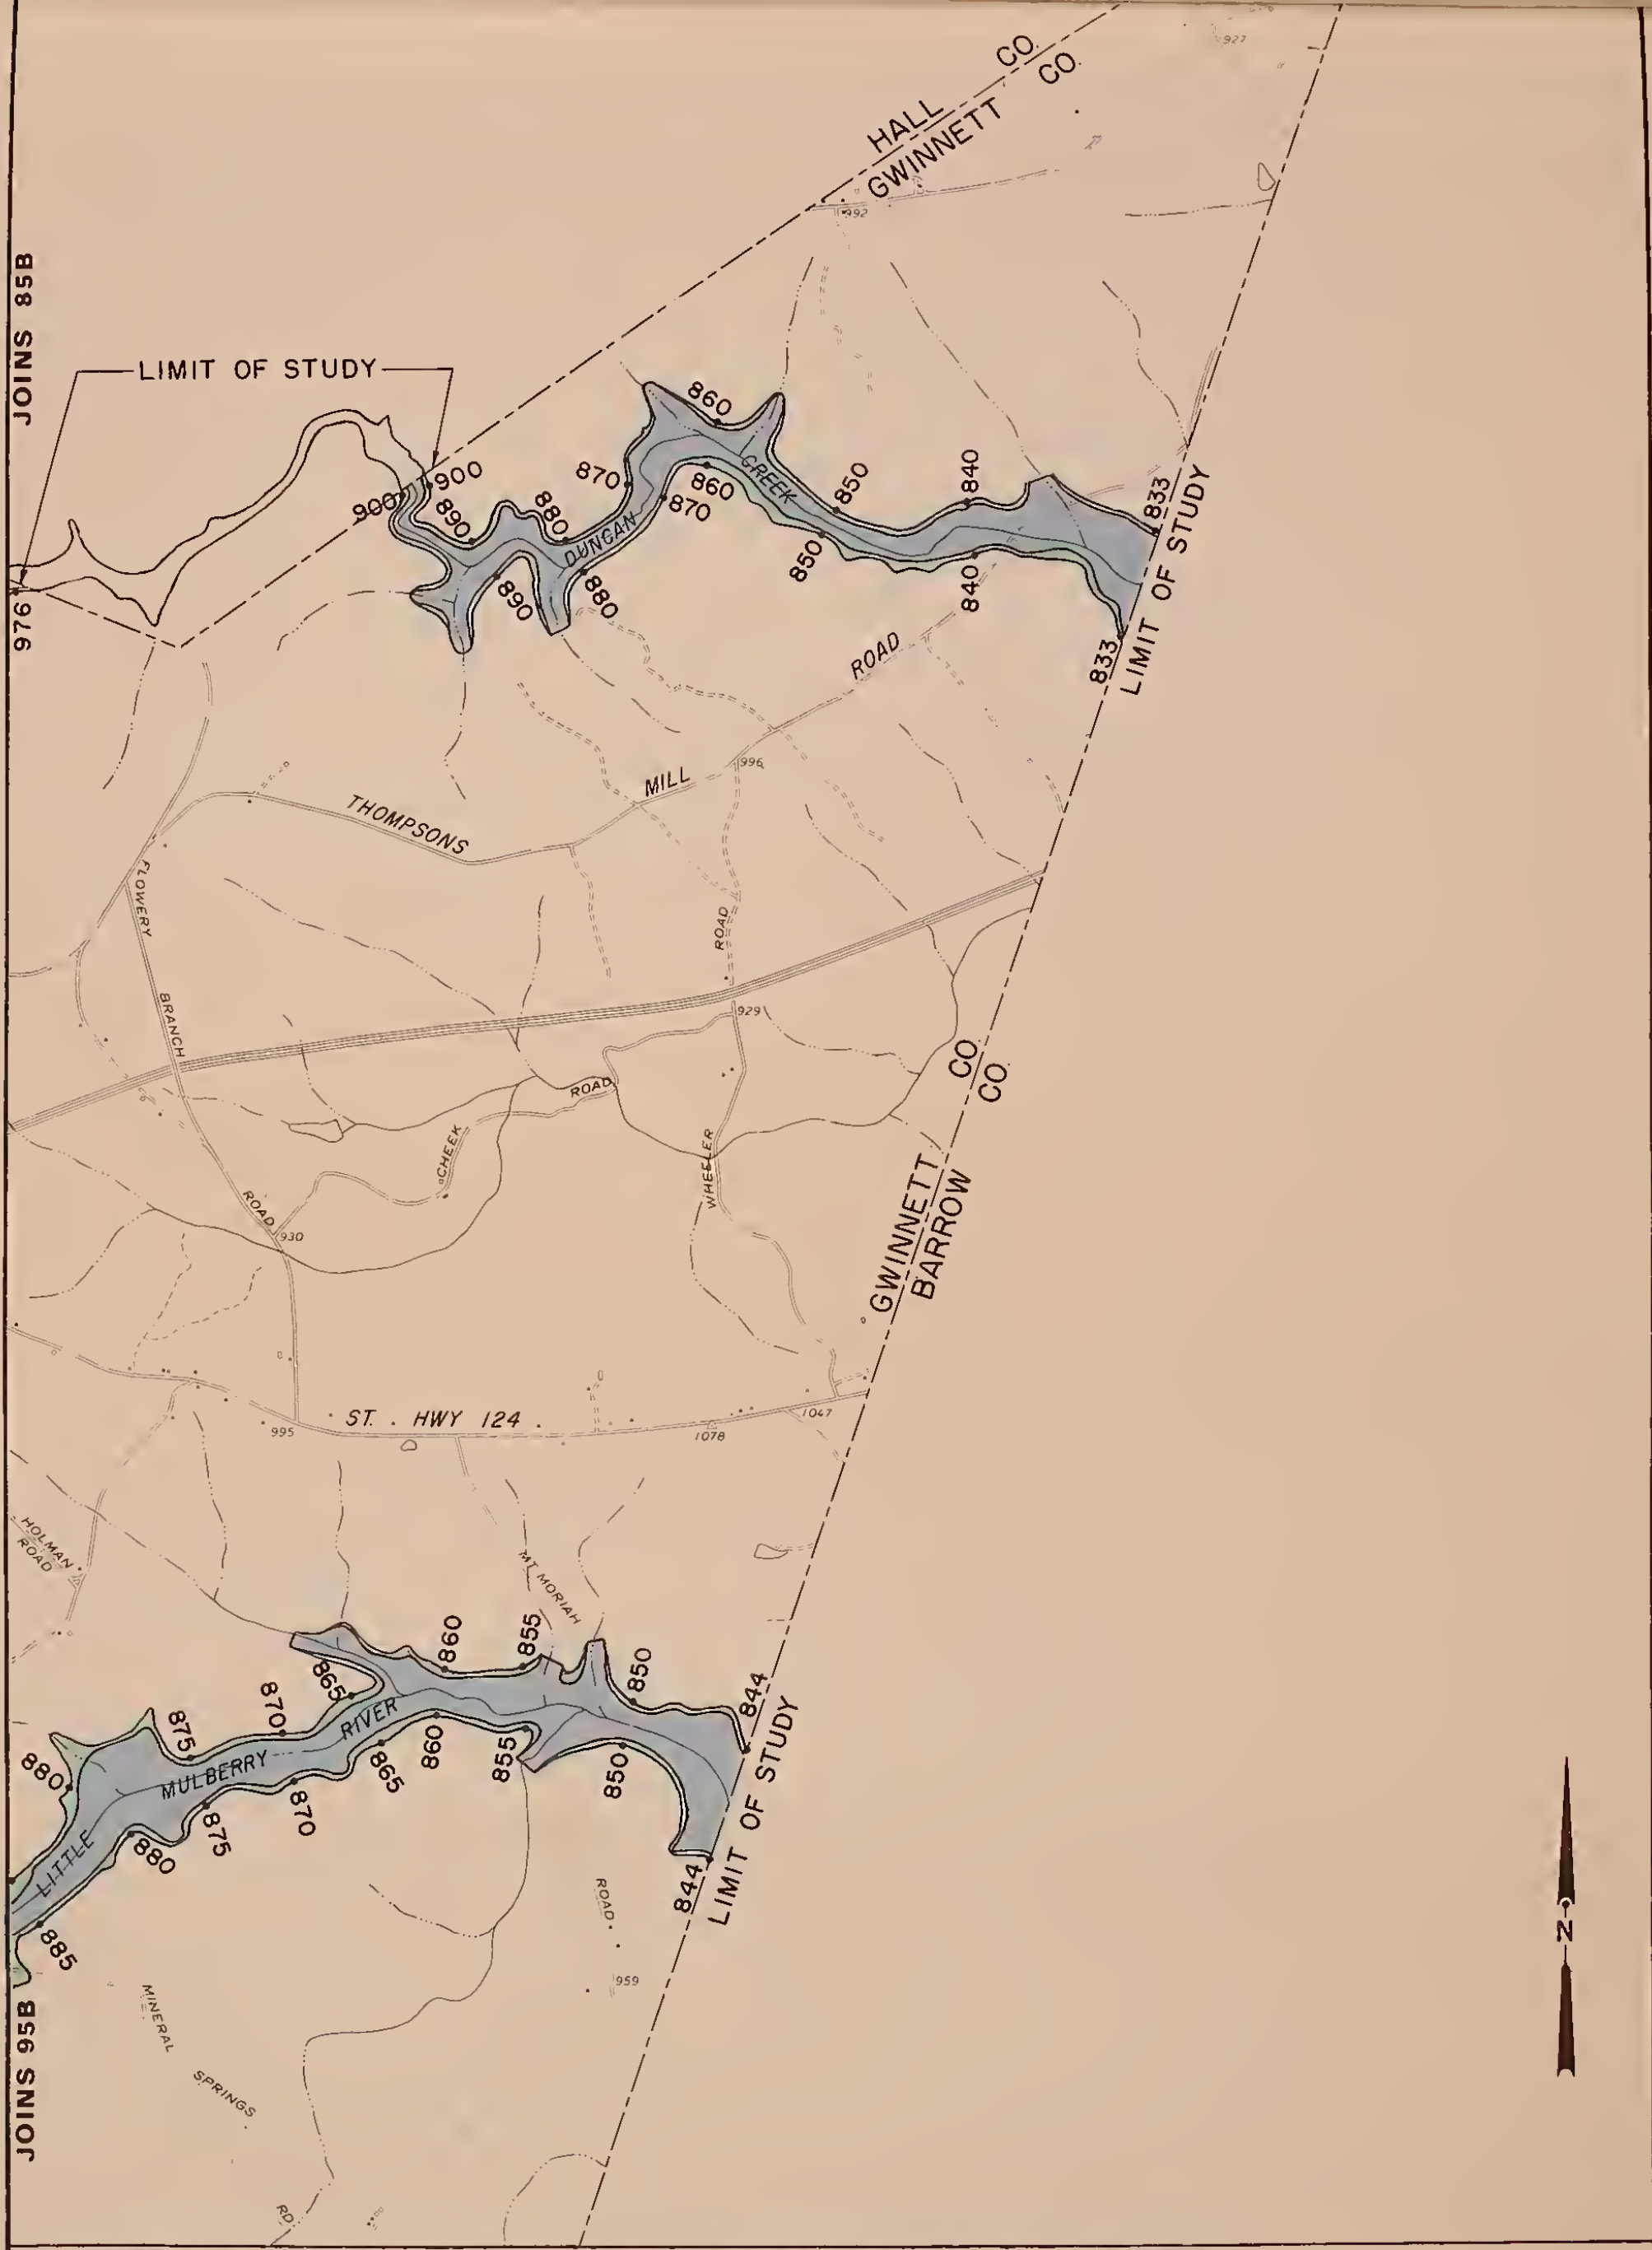 927
HALL CO.
GWINNETT CO.
992
JOINS 85B
LIMIT OF STUDY
976
900
900
890
890
880
880
870
870
860
860
850
850
840
840
833
833
DUNCAN CREEK
LIMIT OF STUDY
THOMPSONS MILL ROAD
996
FLOWERY BRANCH ROAD
ROAD
929
CHEEK ROAD
WHEELER
930
GWINNETT CO.
BARROW CO.
ST. HWY 124
995
1078
1047
HOLMAN
ROAD
MT. MORIAH
ROAD
959
LITTLE MULBERRY RIVER
885
880
880
875
875
870
870
865
865
860
860
855
855
850
850
844
844
LIMIT OF STUDY
MINERAL SPRINGS
RD.
JOINS 95B
N